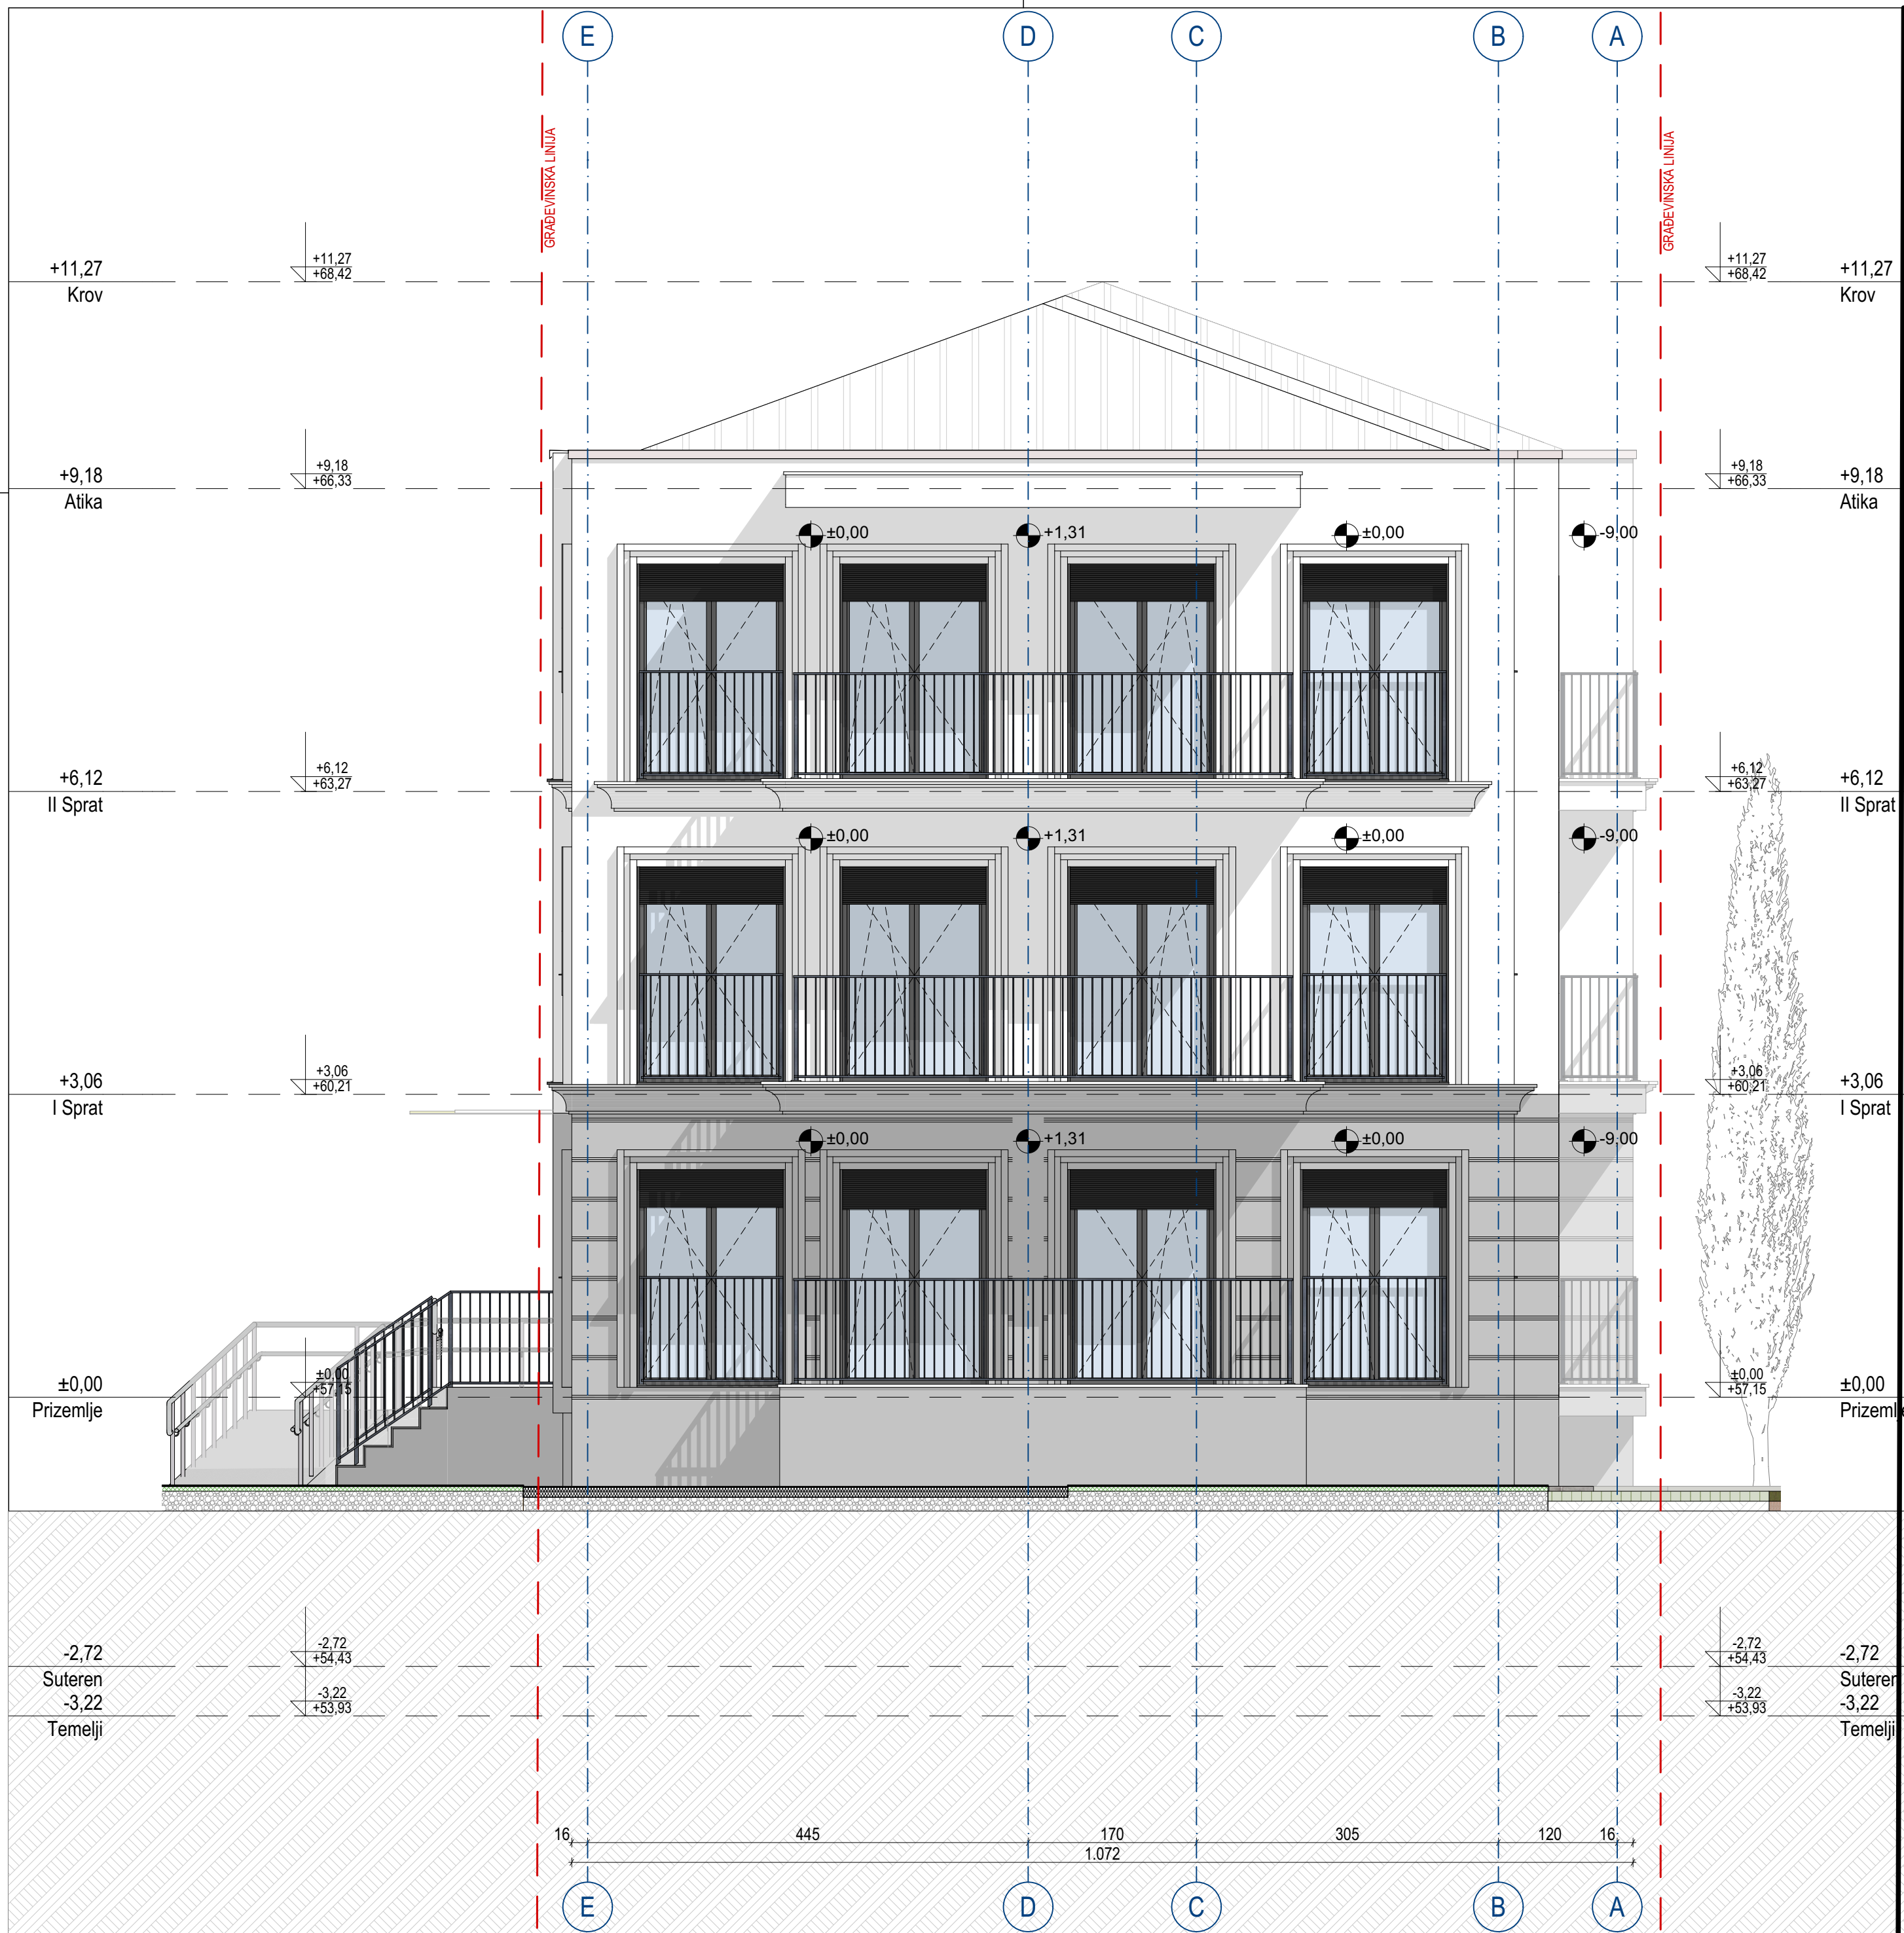 E D C B A
GRAĐEVINSKA LINIJA
GRAĐEVINSKA LINIJA
+11,27
Krov
+11,27
+68,42
+11,27
+68,42
+11,27
Krov
+9,18
Atika
+9,18
+66,33
+9,18
+66,33
+9,18
Atika
±0,00 +1,31 ±0,00 -9,00
+6,12
II Sprat
+6,12
+63,27
+6,12
+63,27
+6,12
II Sprat
±0,00 +1,31 ±0,00 -9,00
+3,06
I Sprat
+3,06
+60,21
+3,06
+60,21
+3,06
I Sprat
±0,00 +1,31 ±0,00 -9,00
±0,00
Prizemlje
±0,00
+57,15
±0,00
+57,15
±0,00
Prizemlje
-2,72
Suteren
-2,72
+54,43
-2,72
+54,43
-2,72
Suteren
-3,22
Temelji
-3,22
+53,93
-3,22
+53,93
-3,22
Temelji
16 445 170 305 120 16
1.072
E D C B A